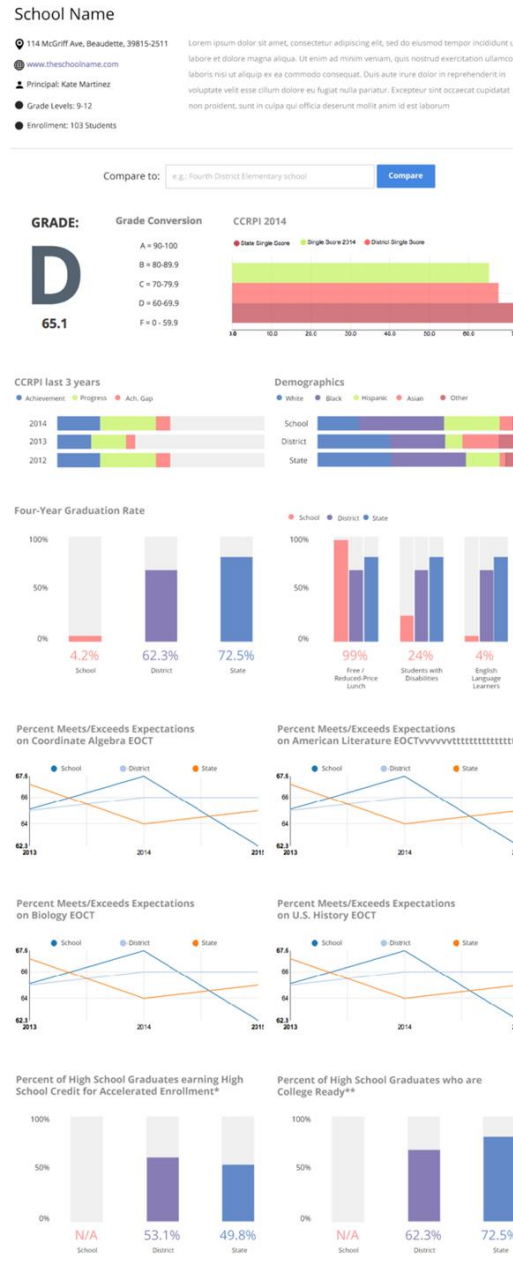 School Name
114 McGriff Ave, Beaudette, 39815-2511
www.theschoolname.com
Principal: Kate Martinez
Grade Levels: 9-12
Enrollment: 103 Students
Lorem ipsum dolor sit amet, consectetur adipiscing elit, sed do eiusmod tempor incididunt u
labore et dolore magna aliqua. Ut enim ad minim veniam, quis nostrud exercitation ullamco
laboris nisi ut aliquip ex ea commodo consequat. Duis aute irure dolor in reprehenderit in
voluptate velit esse cillum dolore eu fugiat nulla pariatur. Excepteur sint occaecat cupidatat
non proident, sunt in culpa qui officia deserunt mollit anim id est laborum
Compare to:
e.g.: Fourth District Elementary school
Compare
GRADE:
D
65.1
Grade Conversion
A = 90-100
B = 80-89.9
C = 70-79.9
D = 60-69.9
F = 0 - 59.9
CCRPI 2014
State Single Score Single Score 2014 District Single Score
10.0 20.0 30.0 40.0 50.0 60.0
CCRPI last 3 years
Achievement Progress Ach. Gap
2014
2013
2012
Demographics
White Black Hispanic Asian Other
School
District
State
Four-Year Graduation Rate
100%
50%
0%
4.2% 62.3% 72.5%
School District State
School District State
100%
50%
0%
99% 24% 4%
Free / Reduced-Price Lunch
Students with Disabilities
English Language Learners
Percent Meets/Exceeds Expectations
on Coordinate Algebra EOCT
School District State
67.5
66
64
62.3
2013 2014 201
Percent Meets/Exceeds Expectations
on American Literature EOCTvvvvvttttttttttttttt
School District State
67.5
66
64
62.3
2013 2014
Percent Meets/Exceeds Expectations
on Biology EOCT
School District State
67.5
66
64
62.3
2013 2014 201
Percent Meets/Exceeds Expectations
on U.S. History EOCT
School District State
67.5
66
64
62.3
2013 2014
Percent of High School Graduates earning High
School Credit for Accelerated Enrollment*
100%
50%
0%
N/A 53.1% 49.8%
School District State
Percent of High School Graduates who are
College Ready**
100%
50%
0%
N/A 62.3% 72.5%
School District State